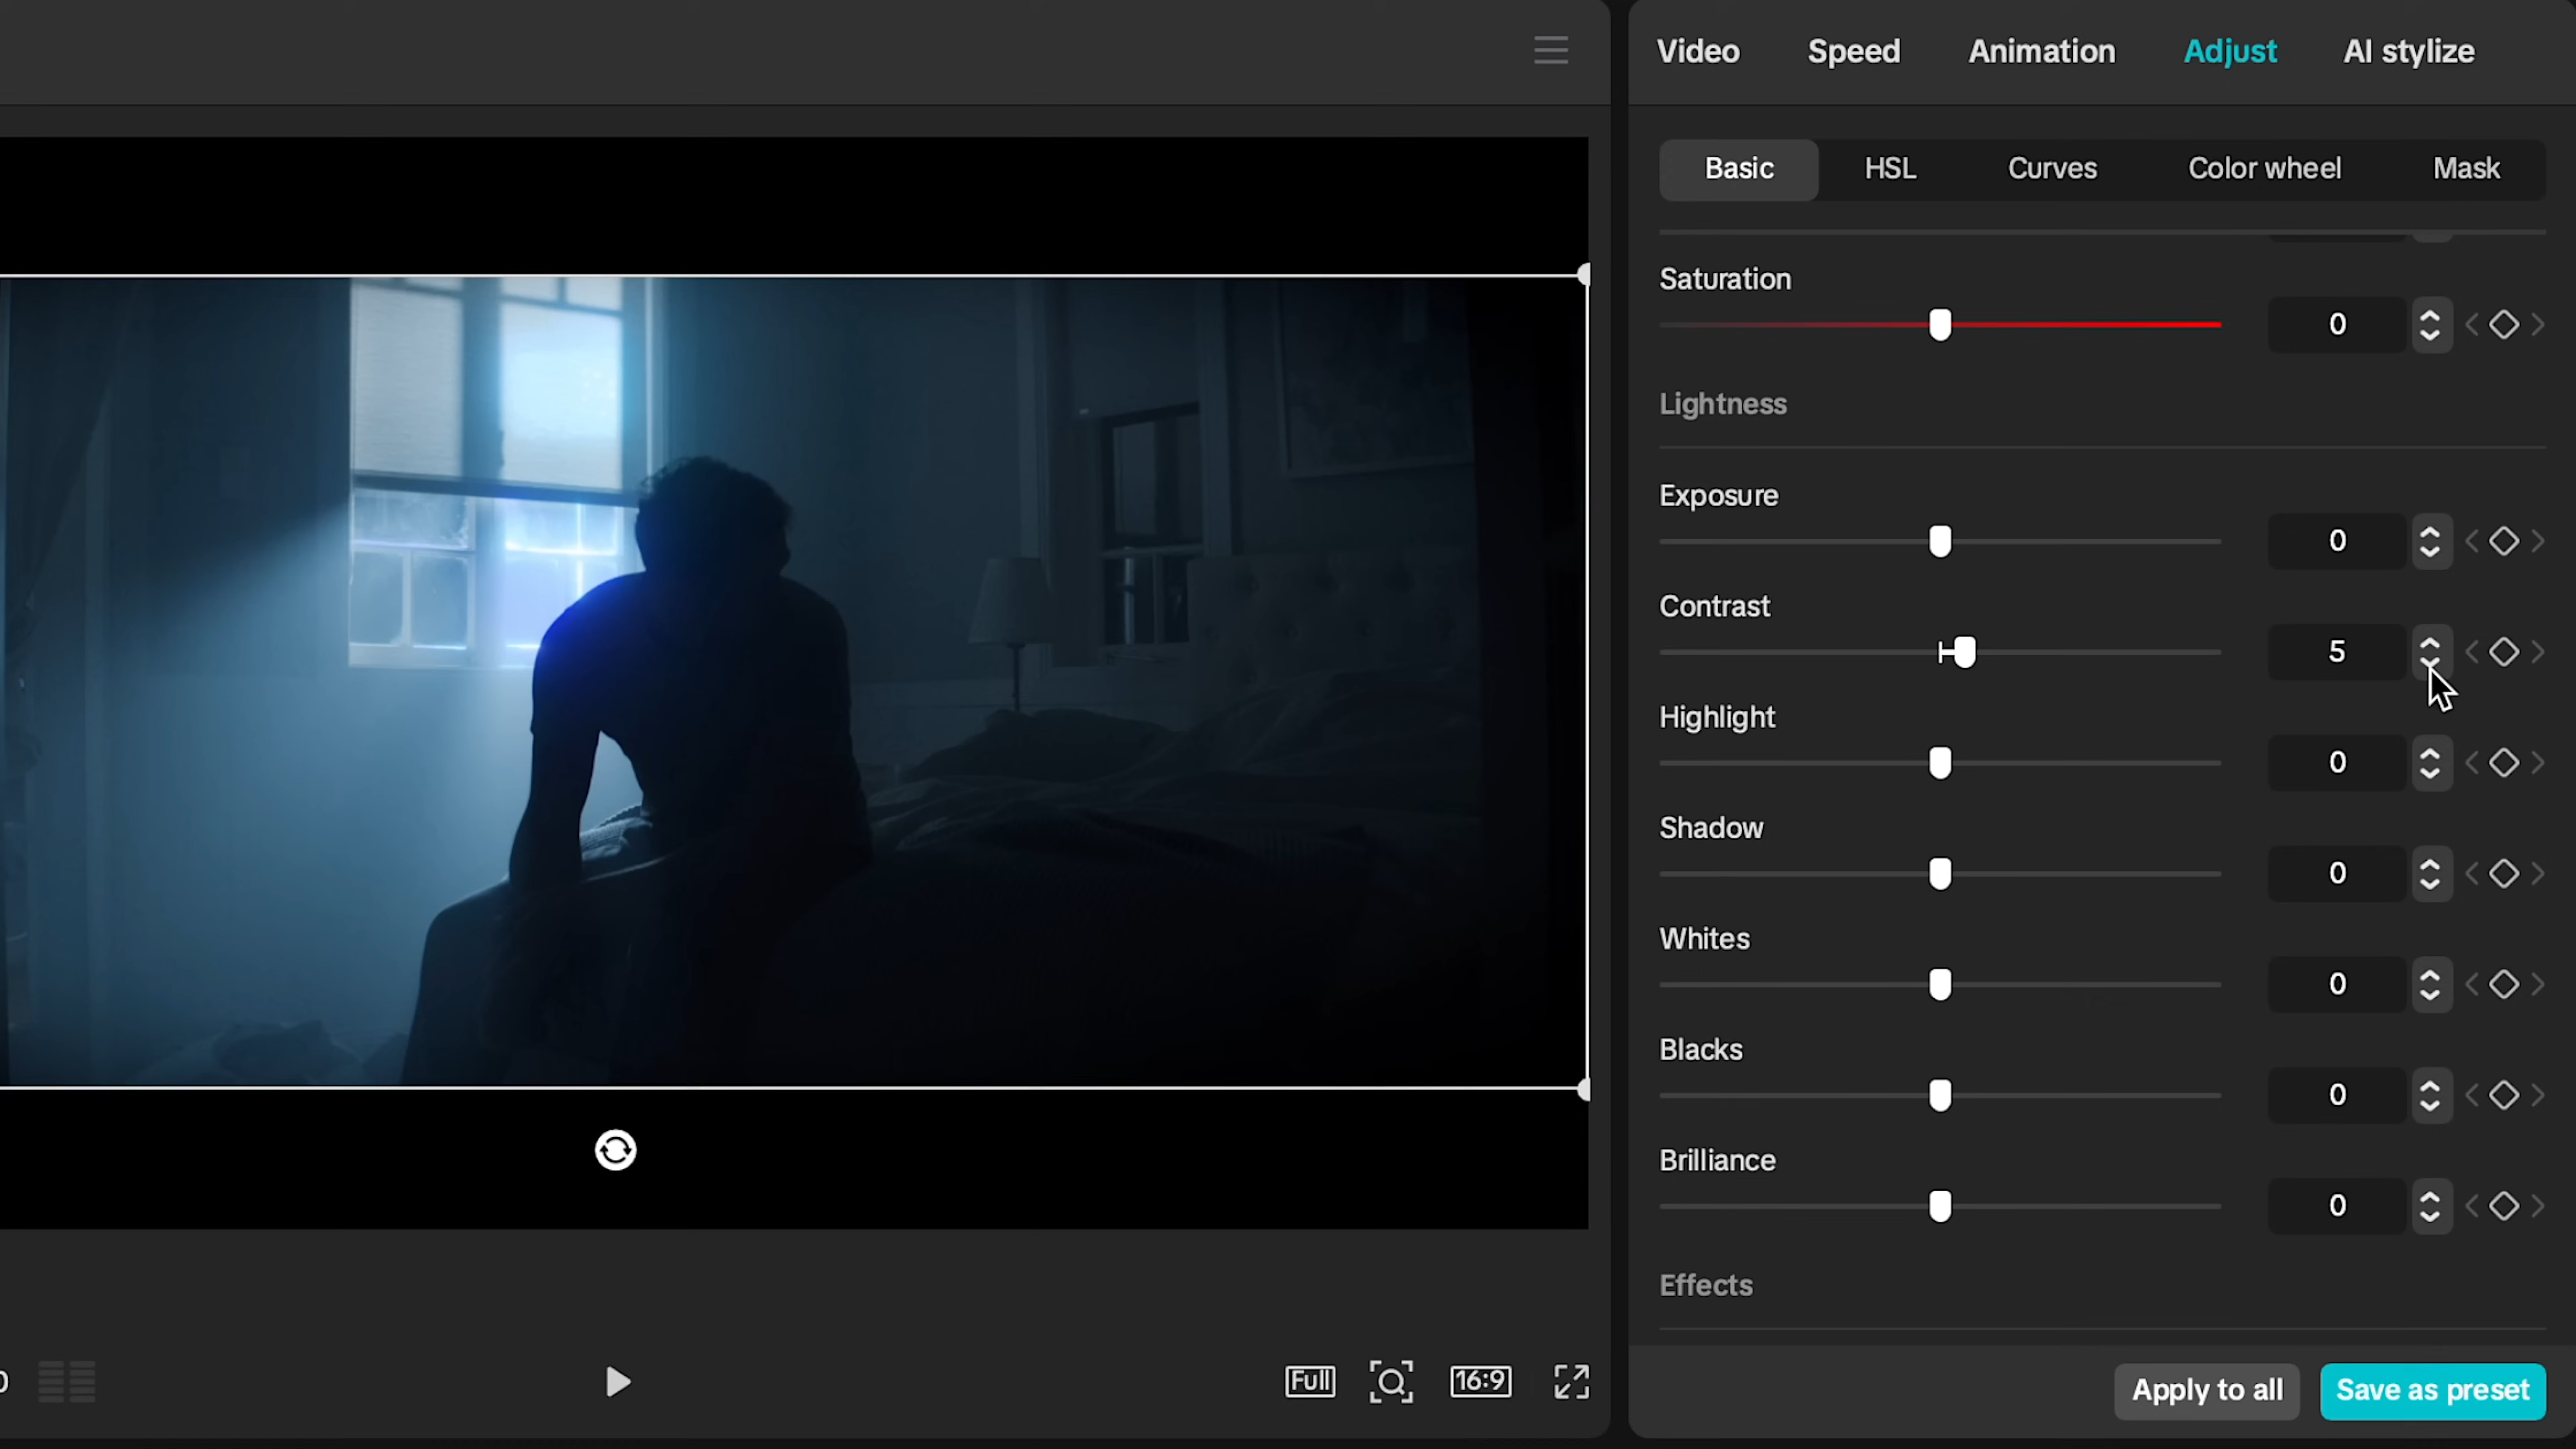 Video Speed Animation Adjust AI stylize
Basic HSL Curves Color wheel Mask
Saturation
0
Lightness
Exposure
0
Contrast
5
Highlight
0
Shadow
0
Whites
0
Blacks
0
Brilliance
0
Effects
Full 16:9
Apply to all Save as preset